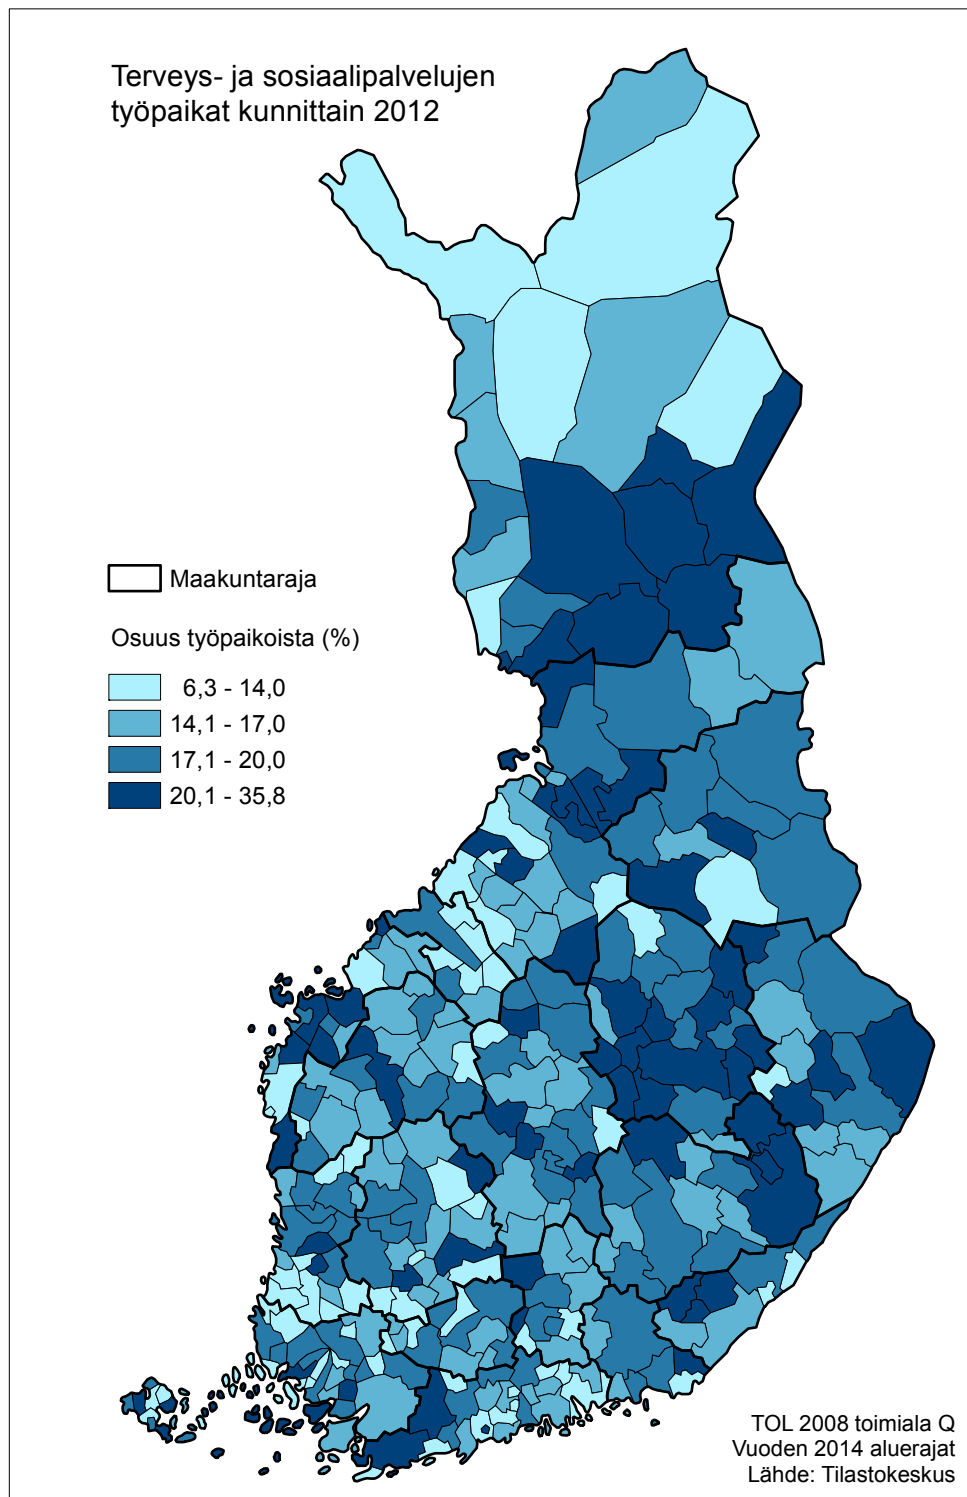 Terveys- ja sosiaalipalvelujen
työpaikat kunnittain 2012
Maakuntaraja
Osuus työpaikoista (%)
6,3 - 14,0
14,1 - 17,0
17,1 - 20,0
20,1 - 35,8
TOL 2008 toimiala Q
Vuoden 2014 aluerajat
Lähde: Tilastokeskus